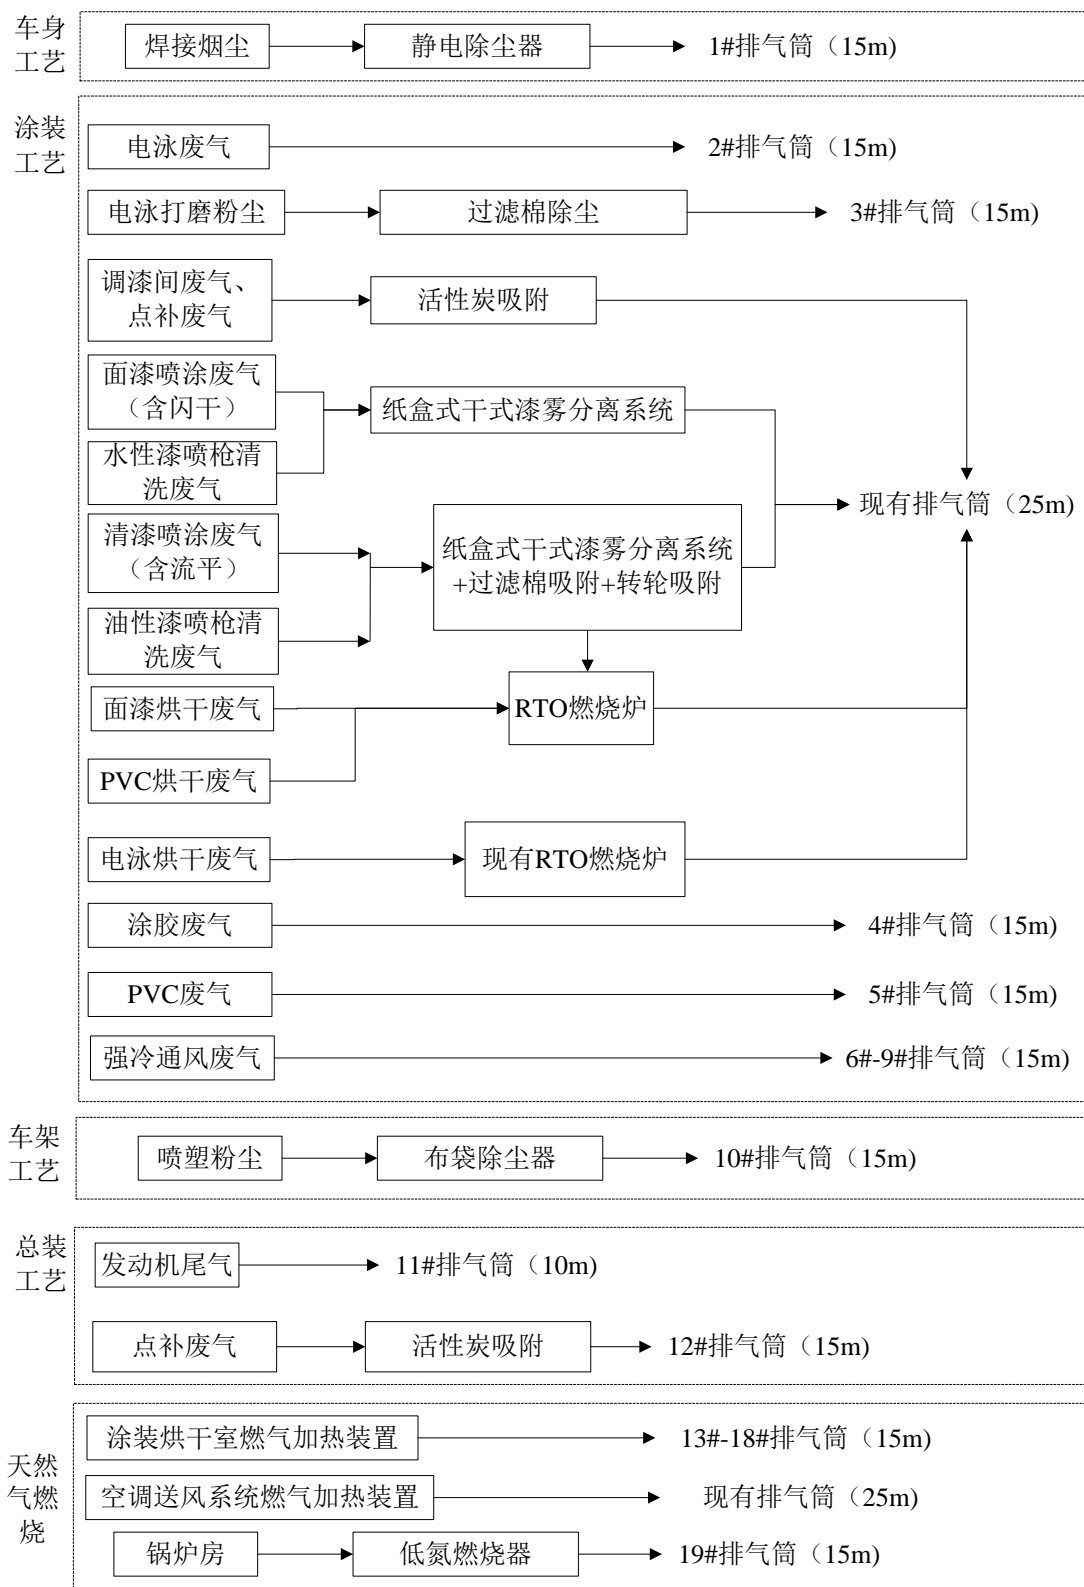 车身
工艺
焊接烟尘
静电除尘器
1#排气筒（15m)
涂装
工艺
电泳废气
2#排气筒（15m)
电泳打磨粉尘
过滤棉除尘
3#排气筒（15m)
调漆间废气、
点补废气
活性炭吸附
面漆喷涂废气
（含闪干）
纸盒式干式漆雾分离系统
水性漆喷枪清
洗废气
现有排气筒（25m)
清漆喷涂废气
（含流平）
纸盒式干式漆雾分离系统
+过滤棉吸附+转轮吸附
油性漆喷枪清
洗废气
面漆烘干废气
RTO燃烧炉
PVC烘干废气
电泳烘干废气
现有RTO燃烧炉
涂胶废气
4#排气筒（15m)
PVC废气
5#排气筒（15m)
强冷通风废气
6#-9#排气筒（15m)
车架
工艺
喷塑粉尘
布袋除尘器
10#排气筒（15m)
总装
工艺
发动机尾气
11#排气筒（10m)
点补废气
活性炭吸附
12#排气筒（15m)
天然
气燃
烧
涂装烘干室燃气加热装置
13#-18#排气筒（15m)
空调送风系统燃气加热装置
现有排气筒（25m)
锅炉房
低氮燃烧器
19#排气筒（15m)